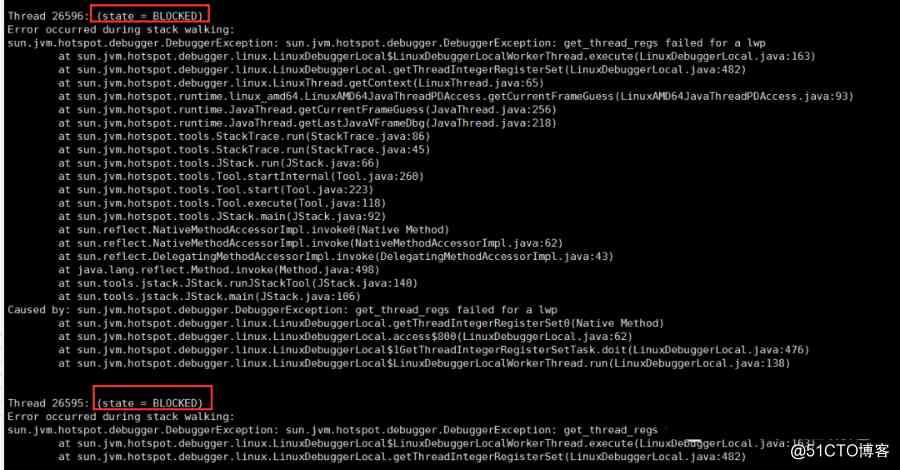 Thread 26596: (state = BLOCKED)
Error occurred during stack walking:
sun.jvm.hotspot.debugger.DebuggerException: sun.jvm.hotspot.debugger.DebuggerException: get_thread_regs failed for a lwp
at sun.jvm.hotspot.debugger.linux.LinuxDebuggerLocal$LinuxDebuggerLocalWorkerThread.execute(LinuxDebuggerLocal.java:163)
at sun.jvm.hotspot.debugger.linux.LinuxDebuggerLocal.getThreadIntegerRegisterSet(LinuxDebuggerLocal.java:482)
at sun.jvm.hotspot.debugger.linux.LinuxThread.getContext(LinuxThread.java:65)
at sun.jvm.hotspot.runtime.linux_amd64.LinuxAMD64JavaThreadPDAccess.getCurrentFrameGuess(LinuxAMD64JavaThreadPDAccess.java:93)
at sun.jvm.hotspot.runtime.JavaThread.getCurrentFrameGuess(JavaThread.java:256)
at sun.jvm.hotspot.runtime.JavaThread.getLastJavaVFrameDbg(JavaThread.java:218)
at sun.jvm.hotspot.tools.StackTrace.run(StackTrace.java:86)
at sun.jvm.hotspot.tools.StackTrace.run(StackTrace.java:45)
at sun.jvm.hotspot.tools.JStack.run(JStack.java:66)
at sun.jvm.hotspot.tools.Tool.startInternal(Tool.java:260)
at sun.jvm.hotspot.tools.Tool.start(Tool.java:223)
at sun.jvm.hotspot.tools.Tool.execute(Tool.java:118)
at sun.jvm.hotspot.tools.JStack.main(JStack.java:92)
at sun.reflect.NativeMethodAccessorImpl.invoke0(Native Method)
at sun.reflect.NativeMethodAccessorImpl.invoke(NativeMethodAccessorImpl.java:62)
at sun.reflect.DelegatingMethodAccessorImpl.invoke(DelegatingMethodAccessorImpl.java:43)
at java.lang.reflect.Method.invoke(Method.java:498)
at sun.tools.jstack.JStack.runJStackTool(JStack.java:140)
at sun.tools.jstack.JStack.main(JStack.java:106)
Caused by: sun.jvm.hotspot.debugger.DebuggerException: get_thread_regs failed for a lwp
at sun.jvm.hotspot.debugger.linux.LinuxDebuggerLocal.getThreadIntegerRegisterSet0(Native Method)
at sun.jvm.hotspot.debugger.linux.LinuxDebuggerLocal.access$800(LinuxDebuggerLocal.java:62)
at sun.jvm.hotspot.debugger.linux.LinuxDebuggerLocal$1GetThreadIntegerRegisterSetTask.doit(LinuxDebuggerLocal.java:476)
at sun.jvm.hotspot.debugger.linux.LinuxDebuggerLocal$LinuxDebuggerLocalWorkerThread.run(LinuxDebuggerLocal.java:138)
Thread 26595: (state = BLOCKED)
Error occurred during stack walking:
sun.jvm.hotspot.debugger.DebuggerException: sun.jvm.hotspot.debugger.DebuggerException: get_thread_regs
at sun.jvm.hotspot.debugger.linux.LinuxDebuggerLocal$LinuxDebuggerLocalWorkerThread.execute(LinuxDebuggerLocal.java:163)
at sun.jvm.hotspot.debugger.linux.LinuxDebuggerLocal.getThreadIntegerRegisterSet(LinuxDebuggerLocal.java:482)
@51CTO博客